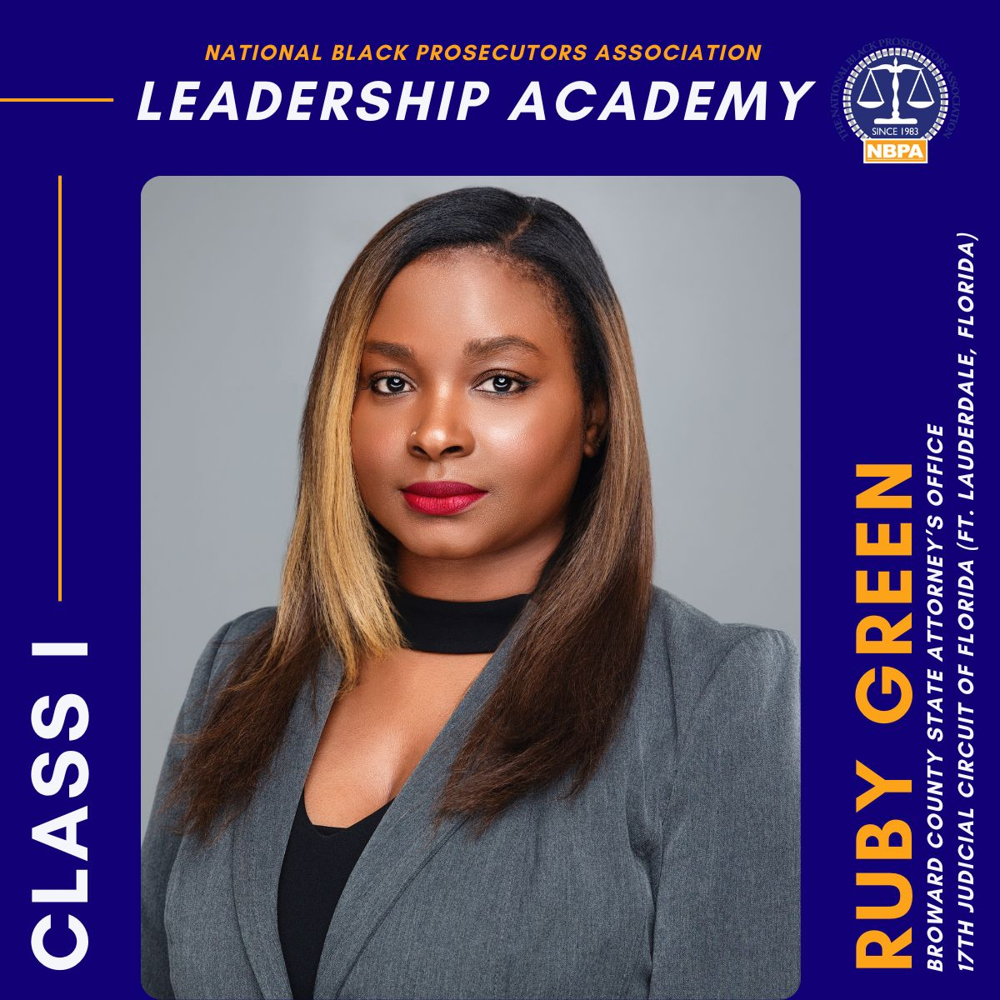 NATIONAL BLACK PROSECUTORS ASSOCIATION
LEADERSHIP ACADEMY
THE NATIONAL BLACK PROSECUTORS ASSOCIATION
SINCE 1983
NBPA
CLASS I
RUBY GREEN
BROWARD COUNTY STATE ATTORNEY'S OFFICE
17TH JUDICIAL CIRCUIT OF FLORIDA (FT. LAUDERDALE, FLORIDA)